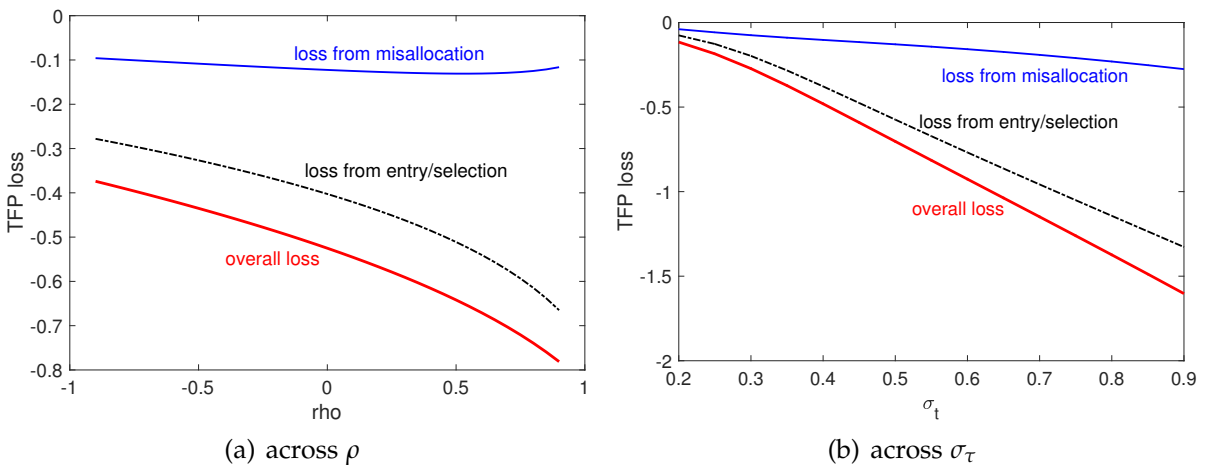 0
-0.1
-0.2
-0.3
-0.4
-0.5
-0.6
-0.7
-0.8
TFP loss
loss from misallocation
loss from entry/selection
overall loss
-1
-0.5
0
0.5
1
rho
(a) across ρ
0
-0.5
-1
-1.5
-2
TFP loss
loss from misallocation
loss from entry/selection
overall loss
0.2
0.3
0.4
0.5
0.6
0.7
0.8
0.9
σ_t
(b) across σ_τ